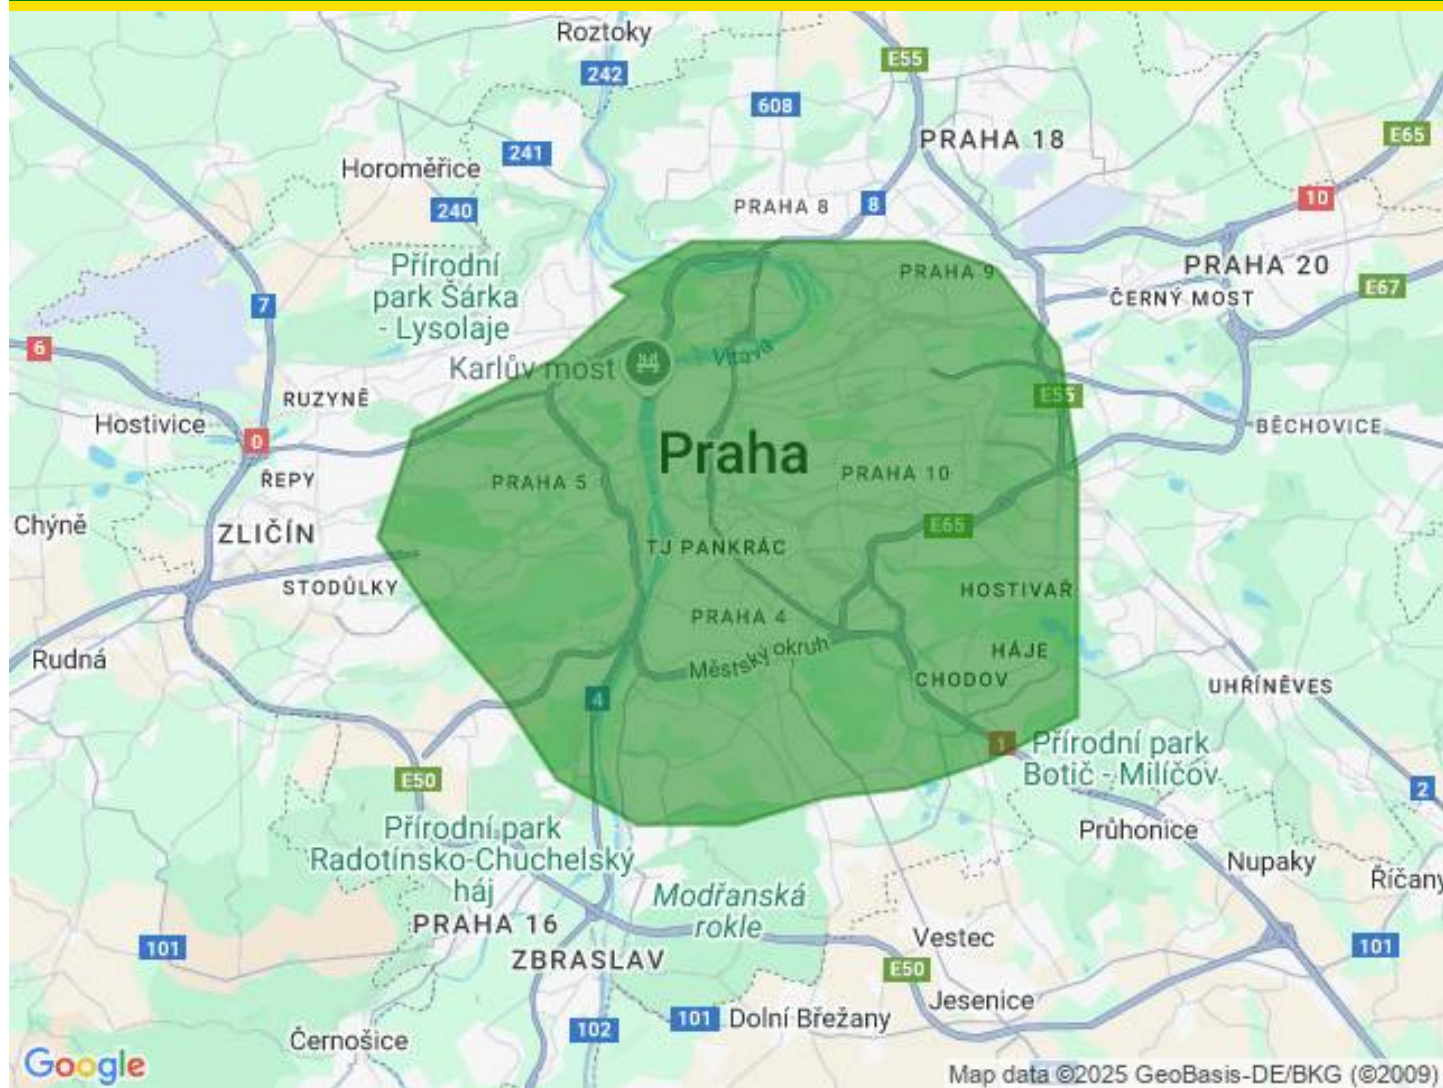 Roztoky
242
E55
608
PRAHA 18
E65
241
Horoměřice
10
240
PRAHA 8
8
Přírodní
park Šárka
- Lysolaje
PRAHA 9
PRAHA 20
E67
ČERNÝ MOST
7
6
Vltava
Karlův most
RUZYNĚ
E55
Hostivice
0
BĚCHOVICE
Praha
ŘEPY
PRAHA 5
PRAHA 10
Chýně
ZLIČÍN
E65
TJ PANKRÁC
STODŮLKY
HOSTIVAŘ
PRAHA 4
Rudná
Městský okruh
HÁJE
CHODOV
UHŘÍNĚVES
4
1
Přírodní park
Botič - Milíčov
E50
2
Přírodní park
Radotínsko-Chuchelský
háj
Průhonice
Nupaky
Říčany
Modřanská
rokle
PRAHA 16
101
Vestec
101
ZBRASLAV
E50
Jesenice
101
Dolní Břežany
102
Černošice
Google
Map data ©2025 GeoBasis-DE/BKG (©2009)